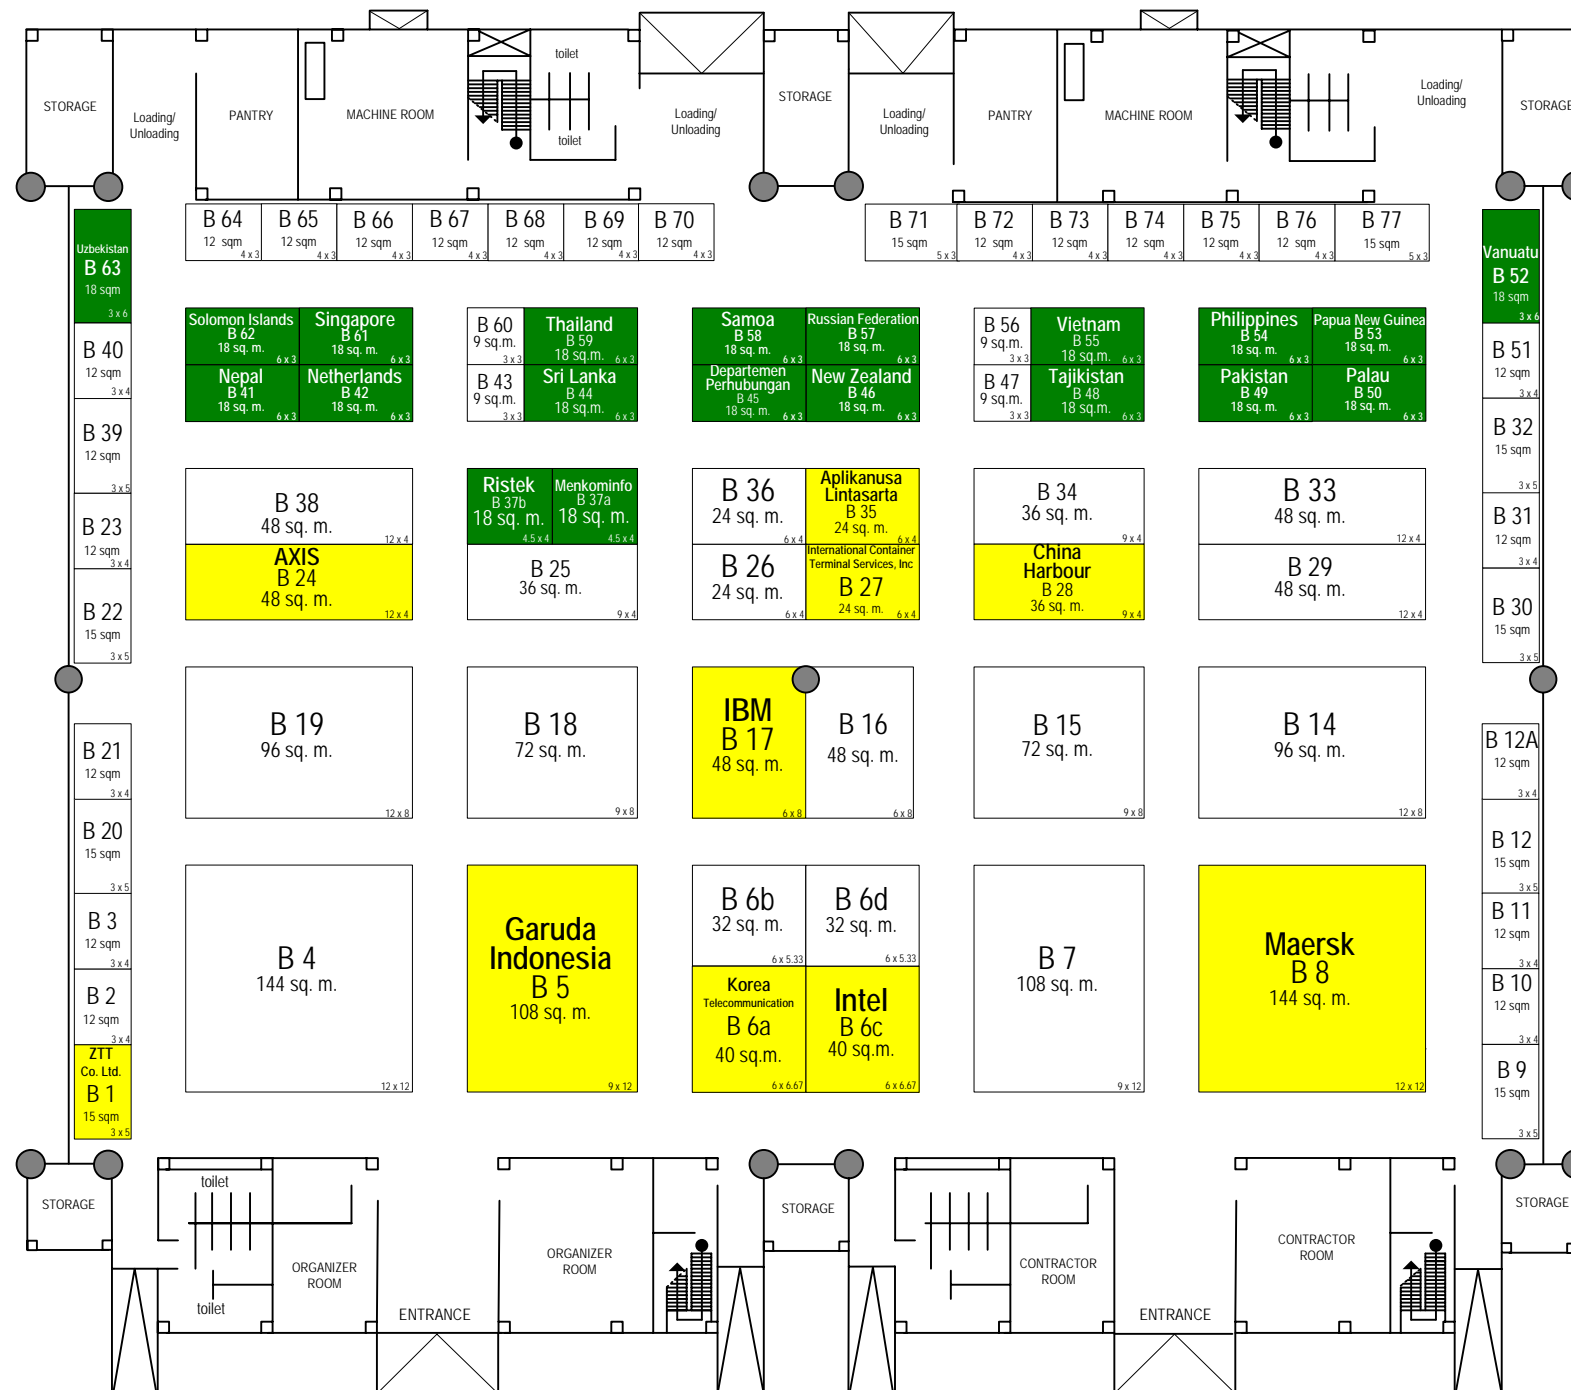 toilet
STORAGE
Loading/
Unloading
PANTRY
MACHINE ROOM
toilet
Loading/
Unloading
STORAGE
Loading/
Unloading
PANTRY
MACHINE ROOM
Loading/
Unloading
STORAGE
B 64
12 sqm
4 x 3
B 65
12 sqm
4 x 3
B 66
12 sqm
4 x 3
B 67
12 sqm
4 x 3
B 68
12 sqm
4 x 3
B 69
12 sqm
4 x 3
B 70
12 sqm
4 x 3
B 71
15 sqm
5 x 3
B 72
12 sqm
4 x 3
B 73
12 sqm
4 x 3
B 74
12 sqm
4 x 3
B 75
12 sqm
4 x 3
B 76
12 sqm
4 x 3
B 77
15 sqm
5 x 3
Uzbekistan
B 63
18 sqm
3 x 6
B 40
12 sqm
3 x 4
B 39
12 sqm
3 x 5
B 23
12 sqm
3 x 4
B 22
15 sqm
3 x 5
Solomon Islands
B 62
18 sq. m.
6 x 3
Singapore
B 61
18 sq. m.
6 x 3
Nepal
B 41
18 sq. m.
6 x 3
Netherlands
B 42
18 sq. m.
6 x 3
B 60
9 sq.m.
3 x 3
Thailand
B 59
18 sq.m.
6 x 3
B 43
9 sq.m.
3 x 3
Sri Lanka
B 44
18 sq.m.
6 x 3
Samoa
B 58
18 sq. m.
6 x 3
Russian Federation
B 57
18 sq. m.
6 x 3
Departemen
Perhubungan
B 45
18 sq. m.
6 x 3
New Zealand
B 46
18 sq. m.
6 x 3
B 56
9 sq.m.
3 x 3
Vietnam
B 55
18 sq.m.
6 x 3
B 47
9 sq.m.
3 x 3
Tajikistan
B 48
18 sq.m.
6 x 3
Philippines
B 54
18 sq. m.
6 x 3
Papua New Guinea
B 53
18 sq. m.
6 x 3
Pakistan
B 49
18 sq. m.
6 x 3
Palau
B 50
18 sq. m.
6 x 3
Vanuatu
B 52
18 sqm
3 x 6
B 51
12 sqm
3 x 4
B 32
15 sqm
3 x 5
B 31
12 sqm
3 x 4
B 30
15 sqm
3 x 5
B 38
48 sq. m.
12 x 4
AXIS
B 24
48 sq. m.
12 x 4
Ristek
B 37b
18 sq. m.
4.5 x 4
Menkominfo
B 37a
18 sq. m.
4.5 x 4
B 25
36 sq. m.
9 x 4
B 36
24 sq. m.
6 x 4
Aplikanusa
Lintasarta
B 35
24 sq. m.
6 x 4
B 26
24 sq. m.
6 x 4
International Container
Terminal Services, Inc
B 27
24 sq. m.
6 x 4
B 34
36 sq. m.
9 x 4
China
Harbour
B 28
36 sq. m.
9 x 4
B 33
48 sq. m.
12 x 4
B 29
48 sq. m.
12 x 4
B 19
96 sq. m.
12 x 8
B 18
72 sq. m.
9 x 8
IBM
B 17
48 sq. m.
6 x 8
B 16
48 sq. m.
6 x 8
B 15
72 sq. m.
9 x 8
B 14
96 sq. m.
12 x 8
B 21
12 sqm
3 x 4
B 20
15 sqm
3 x 5
B 3
12 sqm
3 x 4
B 2
12 sqm
3 x 4
ZTT
Co. Ltd.
B 1
15 sqm
3 x 5
B 12A
12 sqm
3 x 4
B 12
15 sqm
3 x 5
B 11
12 sqm
3 x 4
B 10
12 sqm
3 x 4
B 9
15 sqm
3 x 5
B 4
144 sq. m.
12 x 12
Garuda
Indonesia
B 5
108 sq. m.
9 x 12
B 6b
32 sq. m.
6 x 5.33
B 6d
32 sq. m.
6 x 5.33
Korea
Telecommunication
B 6a
40 sq.m.
6 x 6.67
Intel
B 6c
40 sq.m.
6 x 6.67
B 7
108 sq. m.
9 x 12
Maersk
B 8
144 sq. m.
12 x 12
STORAGE
toilet
toilet
ORGANIZER
ROOM
ENTRANCE
ORGANIZER
ROOM
STORAGE
CONTRACTOR
ROOM
ENTRANCE
CONTRACTOR
ROOM
STORAGE